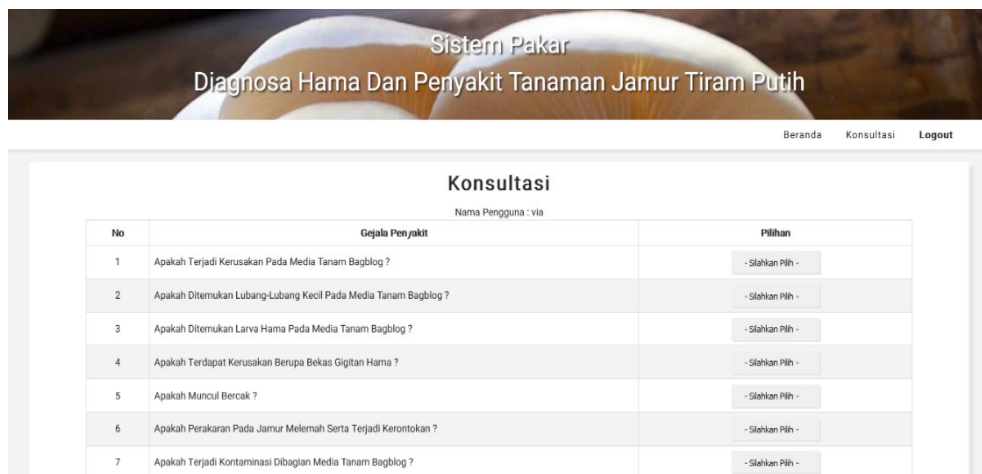 Sistem Pakar
Diagnosa Hama Dan Penyakit Tanaman Jamur Tiram Putih
Beranda Konsultasi Logout
Konsultasi
Nama Pengguna : via
No Gejala Penyakit Pilihan
1 Apakah Terjadi Kerusakan Pada Media Tanam Bagblog ? - Silahkan Pilih -
2 Apakah Ditemukan Lubang-Lubang Kecil Pada Media Tanam Bagblog ? - Silahkan Pilih -
3 Apakah Ditemukan Larva Hama Pada Media Tanam Bagblog ? - Silahkan Pilih -
4 Apakah Terdapat Kerusakan Berupa Bekas Gigitan Hama ? - Silahkan Pilih -
5 Apakah Muncul Bercak ? - Silahkan Pilih -
6 Apakah Perakaran Pada Jamur Melemah Serta Terjadi Kerontokan ? - Silahkan Pilih -
7 Apakah Terjadi Kontaminasi Dibagian Media Tanam Bagblog ? - Silahkan Pilih -